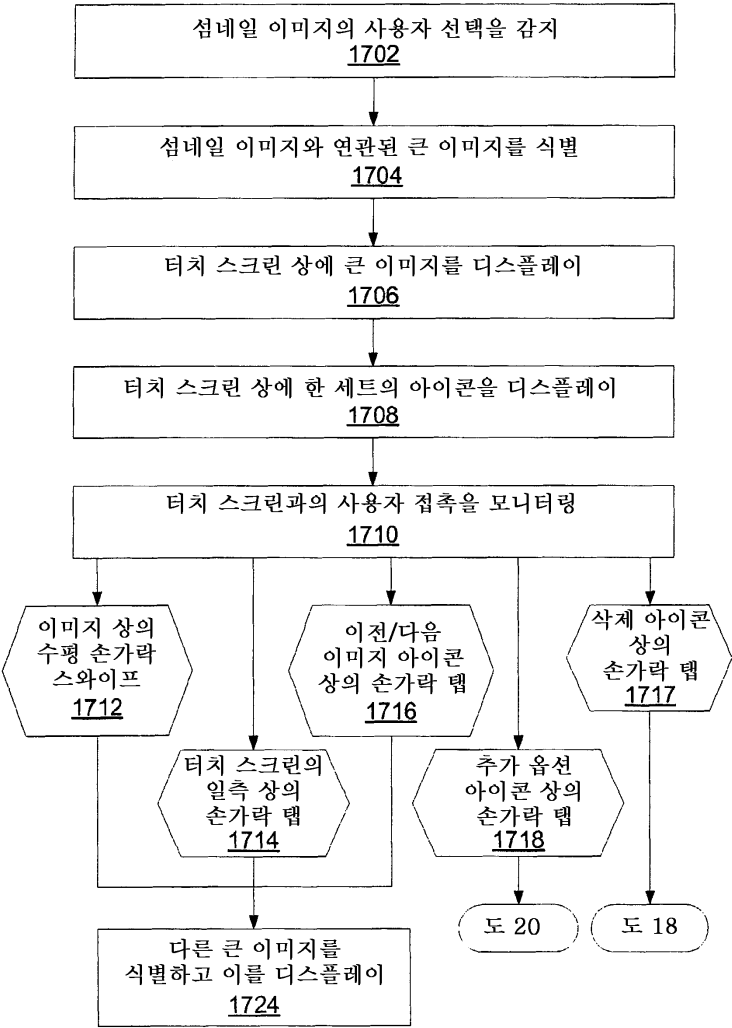 섬네일 이미지의 사용자 선택을 감지
1702
섬네일 이미지와 연관된 큰 이미지를 식별
1704
터치 스크린 상에 큰 이미지를 디스플레이
1706
터치 스크린 상에 한 세트의 아이콘을 디스플레이
1708
터치 스크린과의 사용자 접촉을 모니터링
1710
이미지 상의
수평 손가락
스와이프
1712
이전/다음
이미지 아이콘
상의 손가락 탭
1716
삭제 아이콘
상의
손가락 탭
1717
터치 스크린의
일측 상의
손가락 탭
1714
추가 옵션
아이콘 상의
손가락 탭
1718
도 20
도 18
다른 큰 이미지를
식별하고 이를 디스플레이
1724